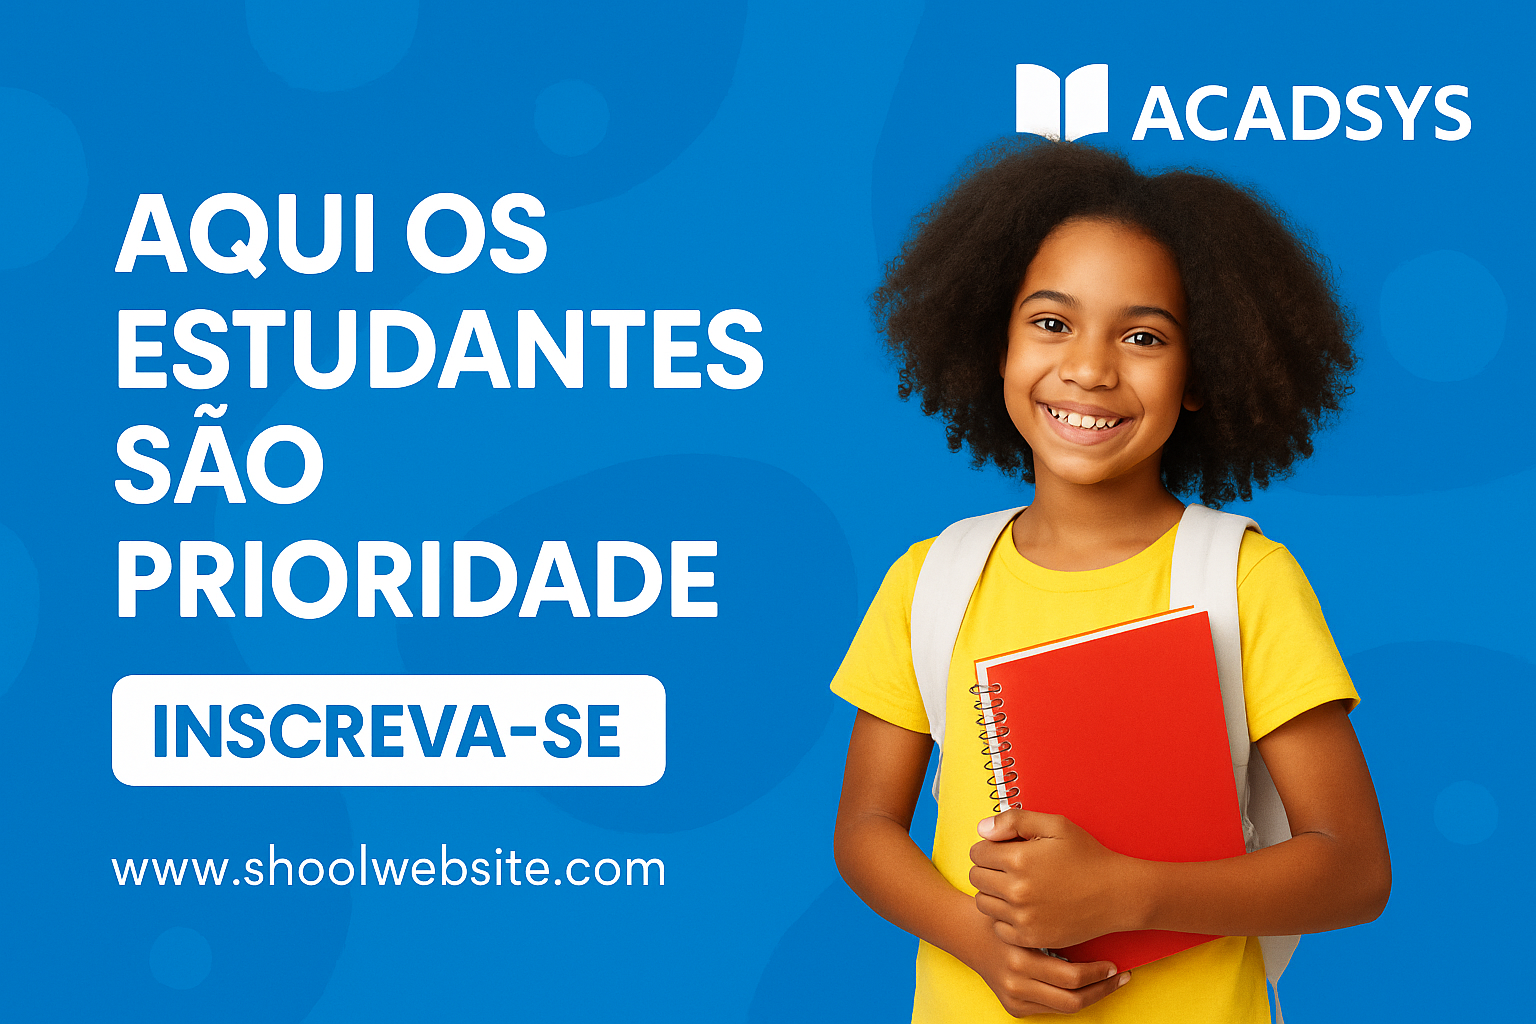 ACADSYS
AQUI OS
ESTUDANTES
SÃO
PRIORIDADE
INSCREVA-SE
www.shoolwebsite.com